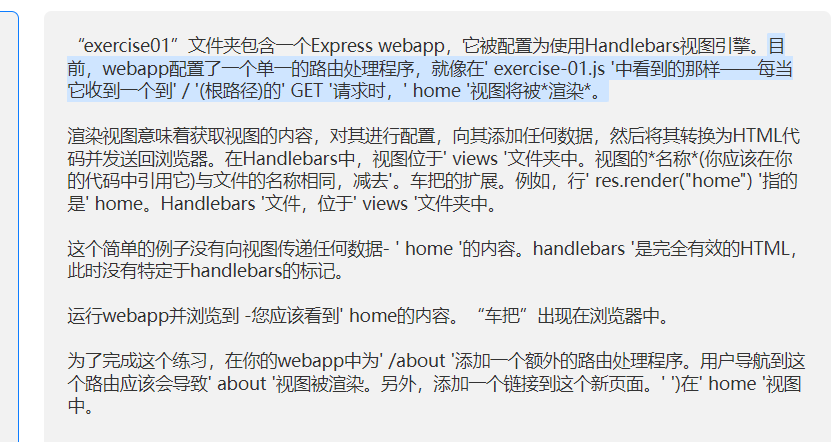 “exercise01”文件夹包含一个Express webapp，它被配置为使用Handlebars视图引擎。目
前，webapp配置了一个单一的路由处理程序，就像在' exercise-01.js '中看到的那样——每当
它收到一个到' / '(根路径)的' GET '请求时，' home '视图将被*渲染*。
渲染视图意味着获取视图的内容，对其进行配置，向其添加任何数据，然后将其转换为HTML代
码并发送回浏览器。在Handlebars中，视图位于' views '文件夹中。视图的*名称*(你应该在你
的代码中引用它)与文件的名称相同，减去'。车把的扩展。例如，行' res.render("home") '指的
是' home。Handlebars '文件，位于' views '文件夹中。
这个简单的例子没有向视图传递任何数据- ' home '的内容。handlebars '是完全有效的HTML，
此时没有特定于handlebars的标记。
运行webapp并浏览到 -您应该看到' home的内容。“车把”出现在浏览器中。
为了完成这个练习，在你的webapp中为' /about '添加一个额外的路由处理程序。用户导航到这
个路由应该会导致' about '视图被渲染。另外，添加一个链接到这个新页面。' ')在' home '视图
中。